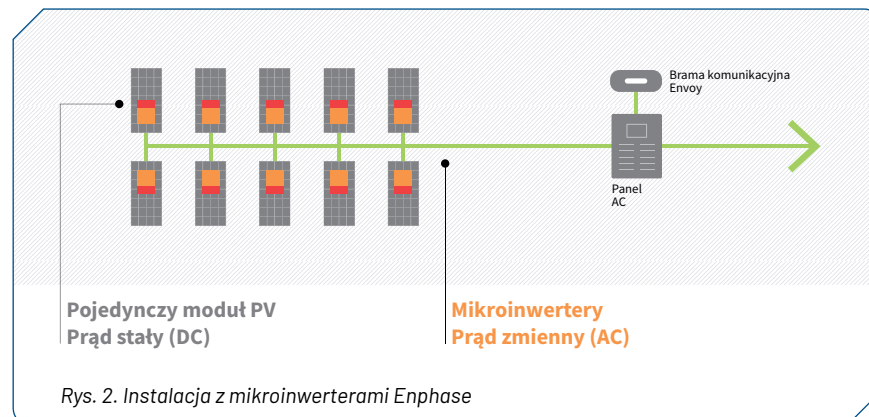 Brama komunikacyjna
Envoy
Panel
AC
Pojedynczy moduł PV
Prąd stały (DC)
Mikroinwertery
Prąd zmienny (AC)
Rys. 2. Instalacja z mikroinwerterami Enphase